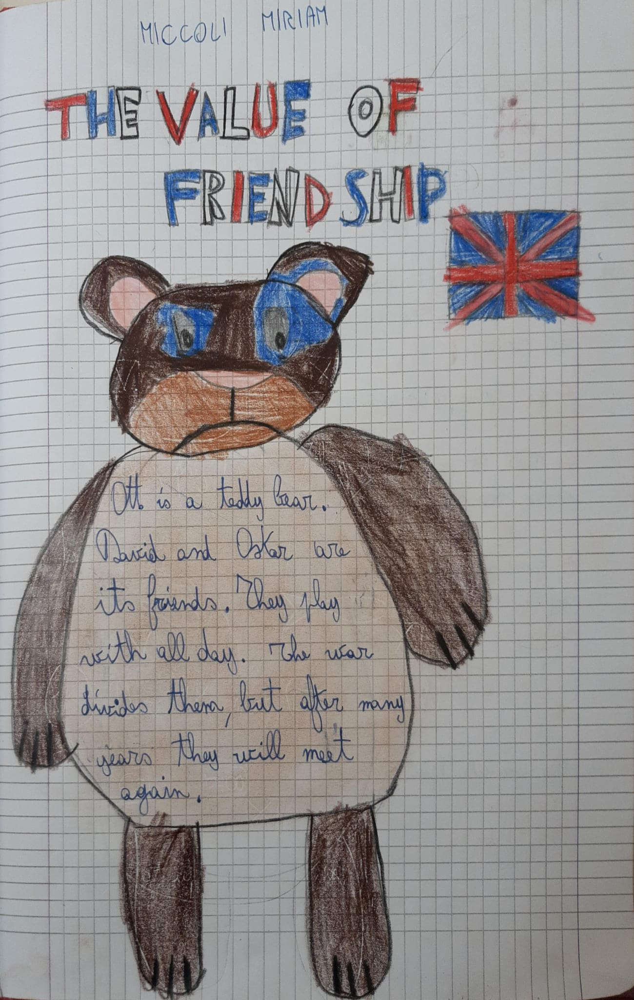 MICCOLI MIRIAM
THE VALUE OF
FRIENDSHIP
Otto is a teddy bear.
David and Oskar are
its friends. They play
with all day. The war
divides them, but after many
years they will meet
again.